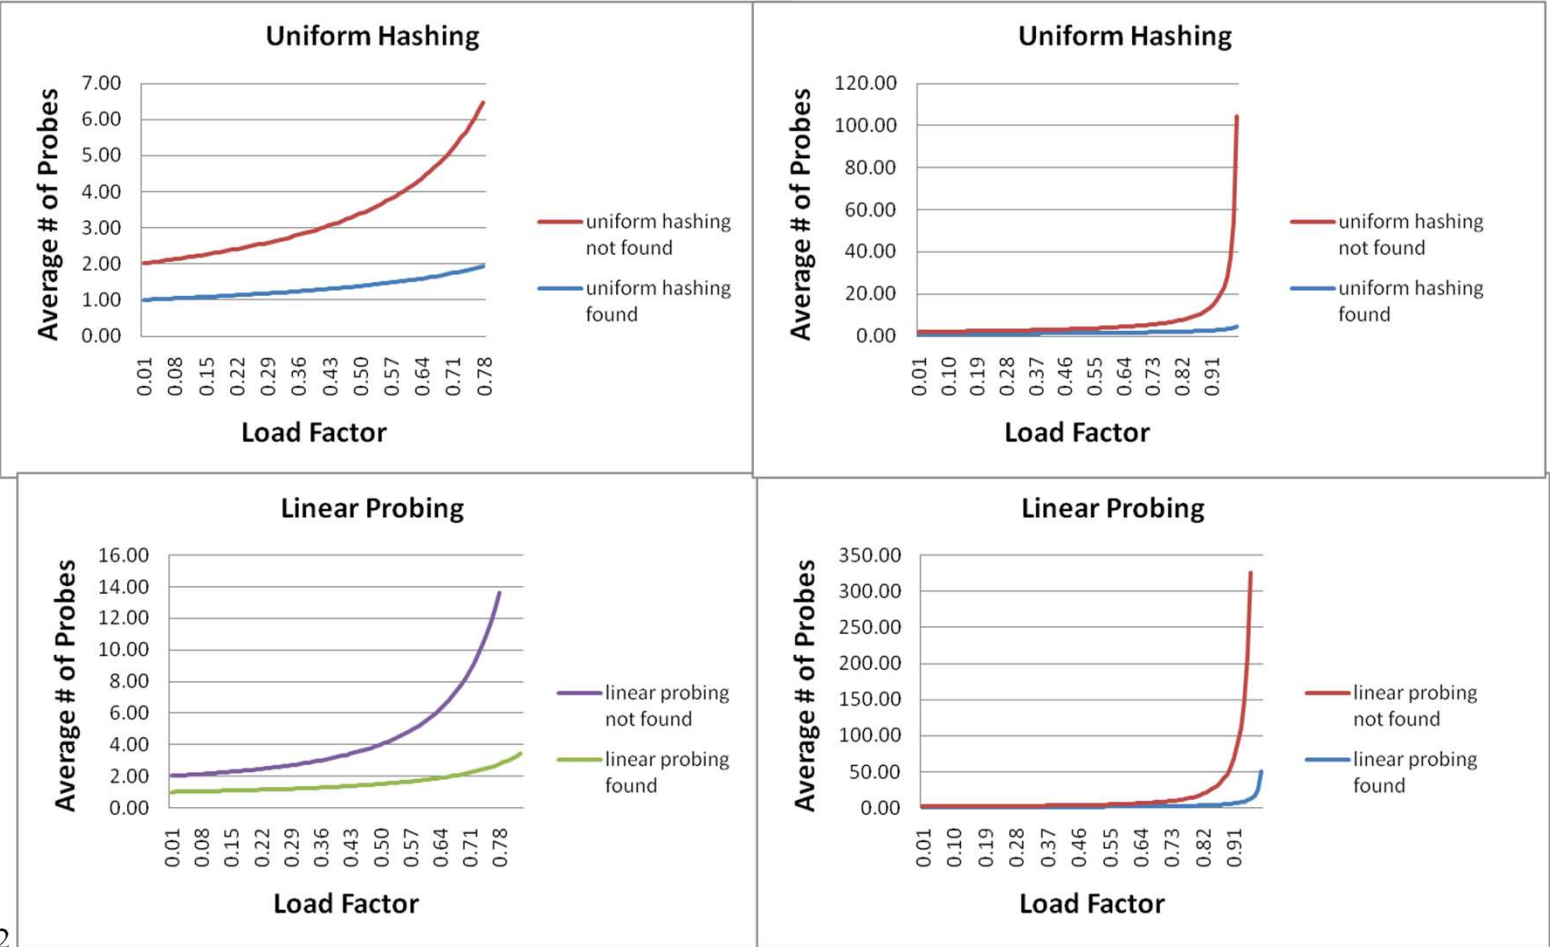 Uniform Hashing
Average # of Probes
7.00
6.00
5.00
4.00
3.00
2.00
1.00
0.00
0.01 0.08 0.15 0.22 0.29 0.36 0.43 0.50 0.57 0.64 0.71 0.78
Load Factor
uniform hashing
not found
uniform hashing
found
Uniform Hashing
Average # of Probes
120.00
100.00
80.00
60.00
40.00
20.00
0.00
0.01 0.10 0.19 0.28 0.37 0.46 0.55 0.64 0.73 0.82 0.91
Load Factor
uniform hashing
not found
uniform hashing
found
Linear Probing
Average # of Probes
16.00
14.00
12.00
10.00
8.00
6.00
4.00
2.00
0.00
0.01 0.08 0.15 0.22 0.29 0.36 0.43 0.50 0.57 0.64 0.71 0.78
Load Factor
linear probing
not found
linear probing
found
Linear Probing
Average # of Probes
350.00
300.00
250.00
200.00
150.00
100.00
50.00
0.00
0.01 0.10 0.19 0.28 0.37 0.46 0.55 0.64 0.73 0.82 0.91
Load Factor
linear probing
not found
linear probing
found
2